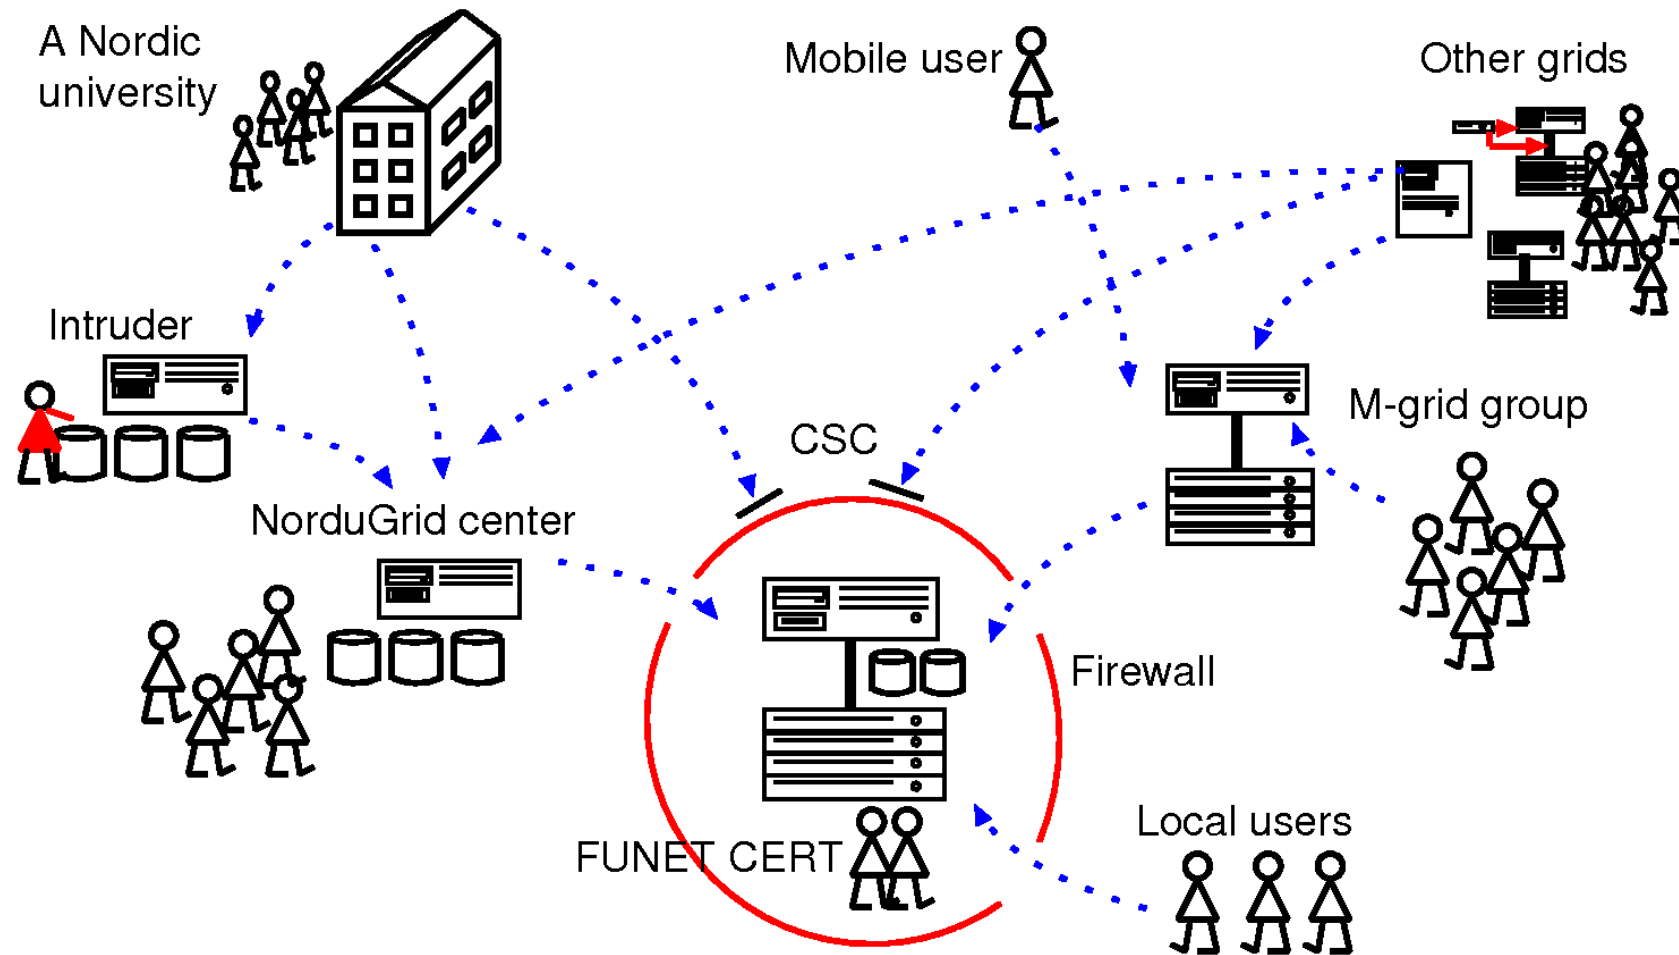 A Nordic
university
Mobile user
Other grids
Intruder
M-grid group
CSC
NorduGrid center
Firewall
Local users
FUNET CERT